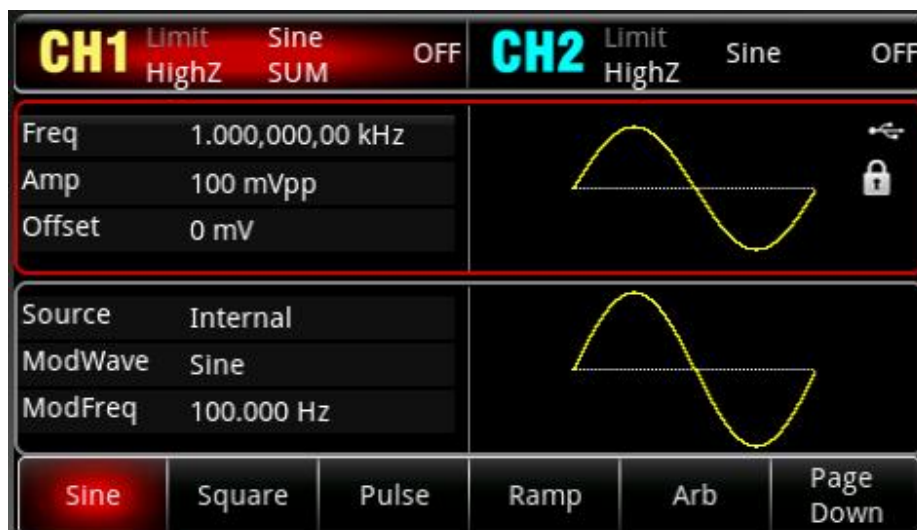 CH1 Limit Sine OFF
HighZ SUM
CH2 Limit Sine OFF
HighZ
Freq 1.000,000,00 kHz
Amp 100 mVpp
Offset 0 mV
Source Internal
ModWave Sine
ModFreq 100.000 Hz
Sine Square Pulse Ramp Arb Page
Down